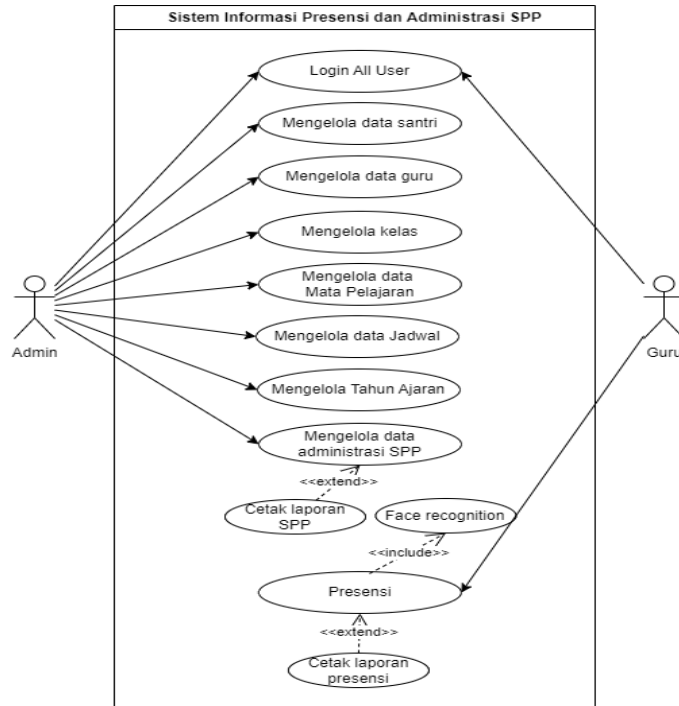 Sistem Informasi Presensi dan Administrasi SPP
Login All User
Mengelola data santri
Mengelola data guru
Mengelola kelas
Mengelola data
Mata Pelajaran
Admin
Guru
Mengelola data Jadwal
Mengelola Tahun Ajaran
Mengelola data
administrasi SPP
<<extend>>
Cetak laporan
SPP
Face recognition
<<include>>
Presensi
<<extend>>
Cetak laporan
presensi